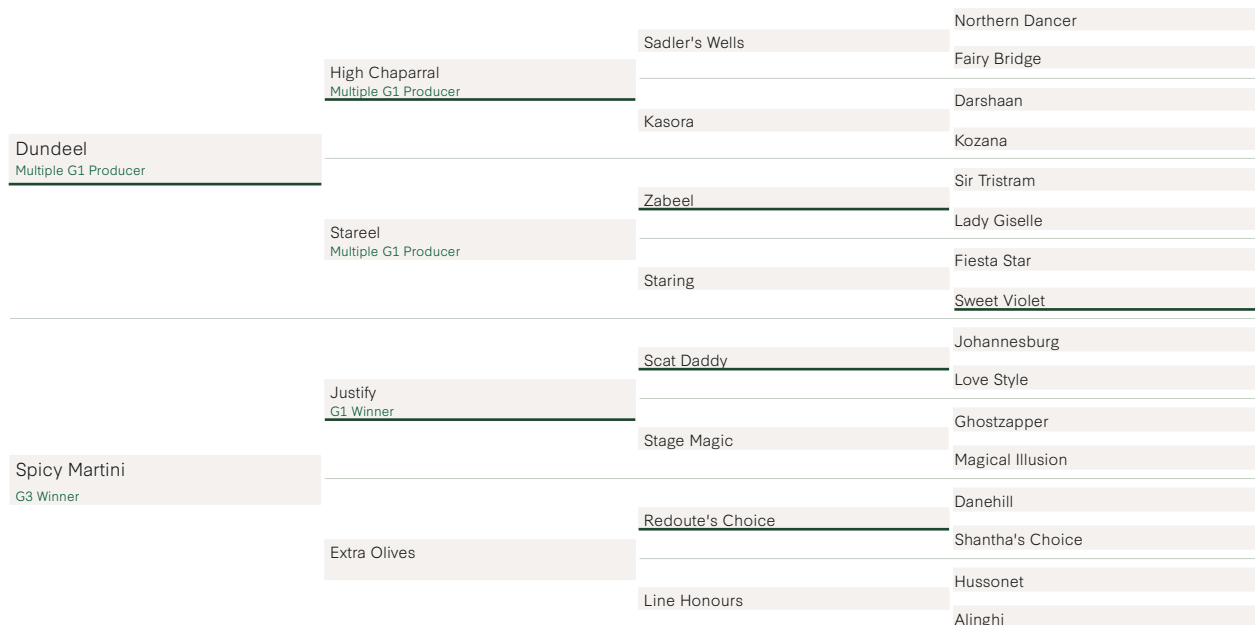 Northern Dancer
Sadler's Wells
Fairy Bridge
High Chaparral
Multiple G1 Producer
Darshaan
Kasora
Kozana
Dundeel
Multiple G1 Producer
Sir Tristram
Zabeel
Lady Giselle
Stareel
Multiple G1 Producer
Fiesta Star
Staring
Sweet Violet
Johannesburg
Scat Daddy
Love Style
Justify
G1 Winner
Ghostzapper
Stage Magic
Magical Illusion
Spicy Martini
G3 Winner
Danehill
Redoute's Choice
Shantha's Choice
Extra Olives
Hussonet
Line Honours
Alinghi